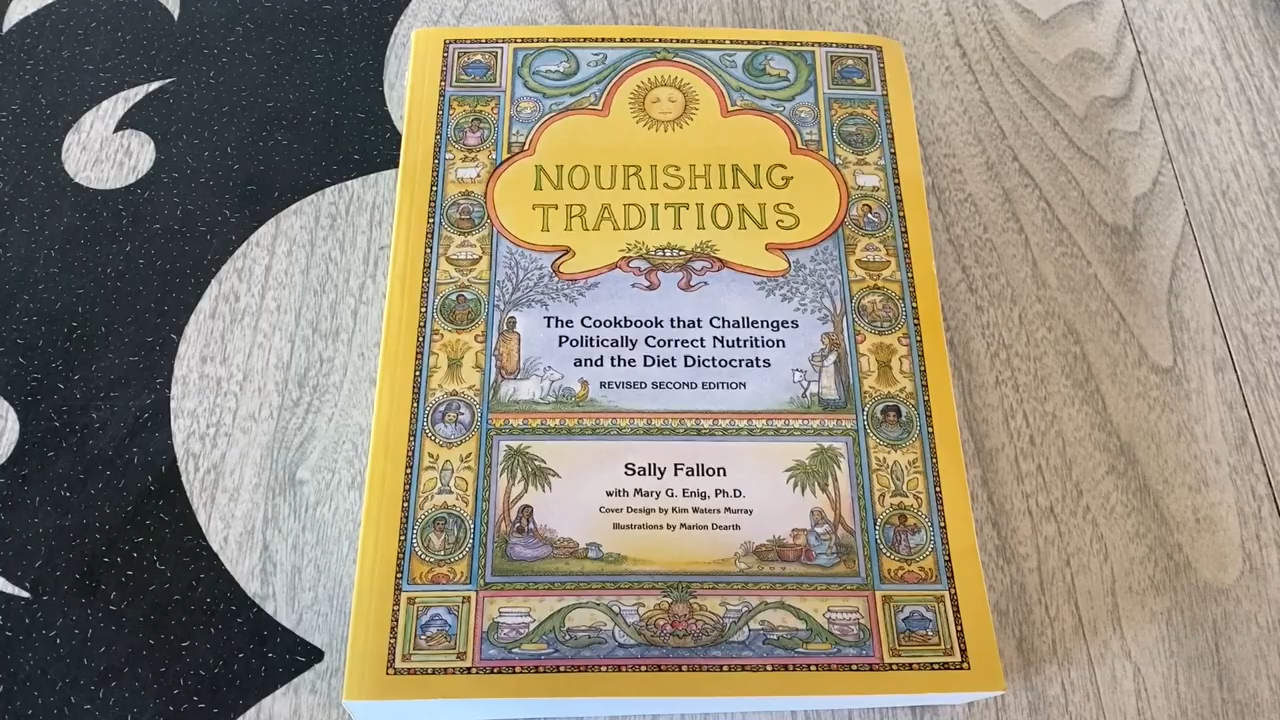 NOURISHING
TRADITIONS
The Cookbook that Challenges
Politically Correct Nutrition
and the Diet Dictocrats
REVISED SECOND EDITION
Sally Fallon
with Mary G. Enig, Ph.D.
Cover Design by Kim Waters Murray
Illustrations by Marion Dearth